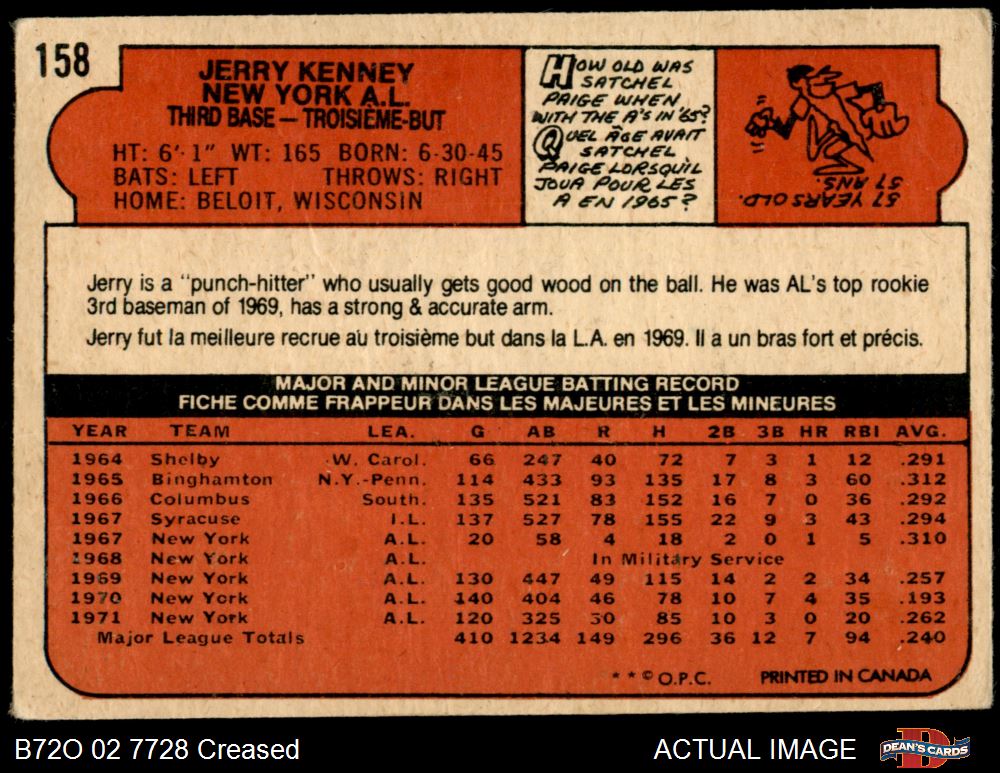 158
JERRY KENNEY
NEW YORK A.L.
THIRD BASE — TROISIÈME-BUT
HT: 6'-1" WT: 165 BORN: 6-30-45
BATS: LEFT THROWS: RIGHT
HOME: BELOIT, WISCONSIN
HOW OLD WAS
SATCHEL
PAIGE WHEN
WITH THE A'S IN '65?
QUEL AGE AVAIT
SATCHEL
PAIGE LORSQUIL
JOUA POUR LES
A EN 1965?
57 YEARS OLD.
57 ANS.
Jerry is a "punch-hitter" who usually gets good wood on the ball. He was AL's top rookie
3rd baseman of 1969, has a strong & accurate arm.
Jerry fut la meilleure recrue au troisième but dans la L.A. en 1969. Il a un bras fort et précis.
MAJOR AND MINOR LEAGUE BATTING RECORD
FICHE COMME FRAPPEUR DANS LES MAJEURES ET LES MINEURES
YEAR TEAM LEA. G AB R H 2B 3B HR RBI AVG.
1964 Shelby W. Carol. 66 247 40 72 7 3 1 12 .291
1965 Binghamton N.Y.-Penn. 114 433 93 135 17 8 3 60 .312
1966 Columbus South. 135 521 83 152 16 7 0 36 .292
1967 Syracuse I.L. 137 527 78 155 22 9 3 43 .294
1967 New York A.L. 20 58 4 18 2 0 1 5 .310
1968 New York A.L. In Military Service
1969 New York A.L. 130 447 49 115 14 2 2 34 .257
1970 New York A.L. 140 404 46 78 10 7 4 35 .193
1971 New York A.L. 120 325 50 85 10 3 0 20 .262
Major League Totals 410 1234 149 296 36 12 7 94 .240
* * © O.P.C. PRINTED IN CANADA
B72O 02 7728 Creased ACTUAL IMAGE DEAN'S CARDS